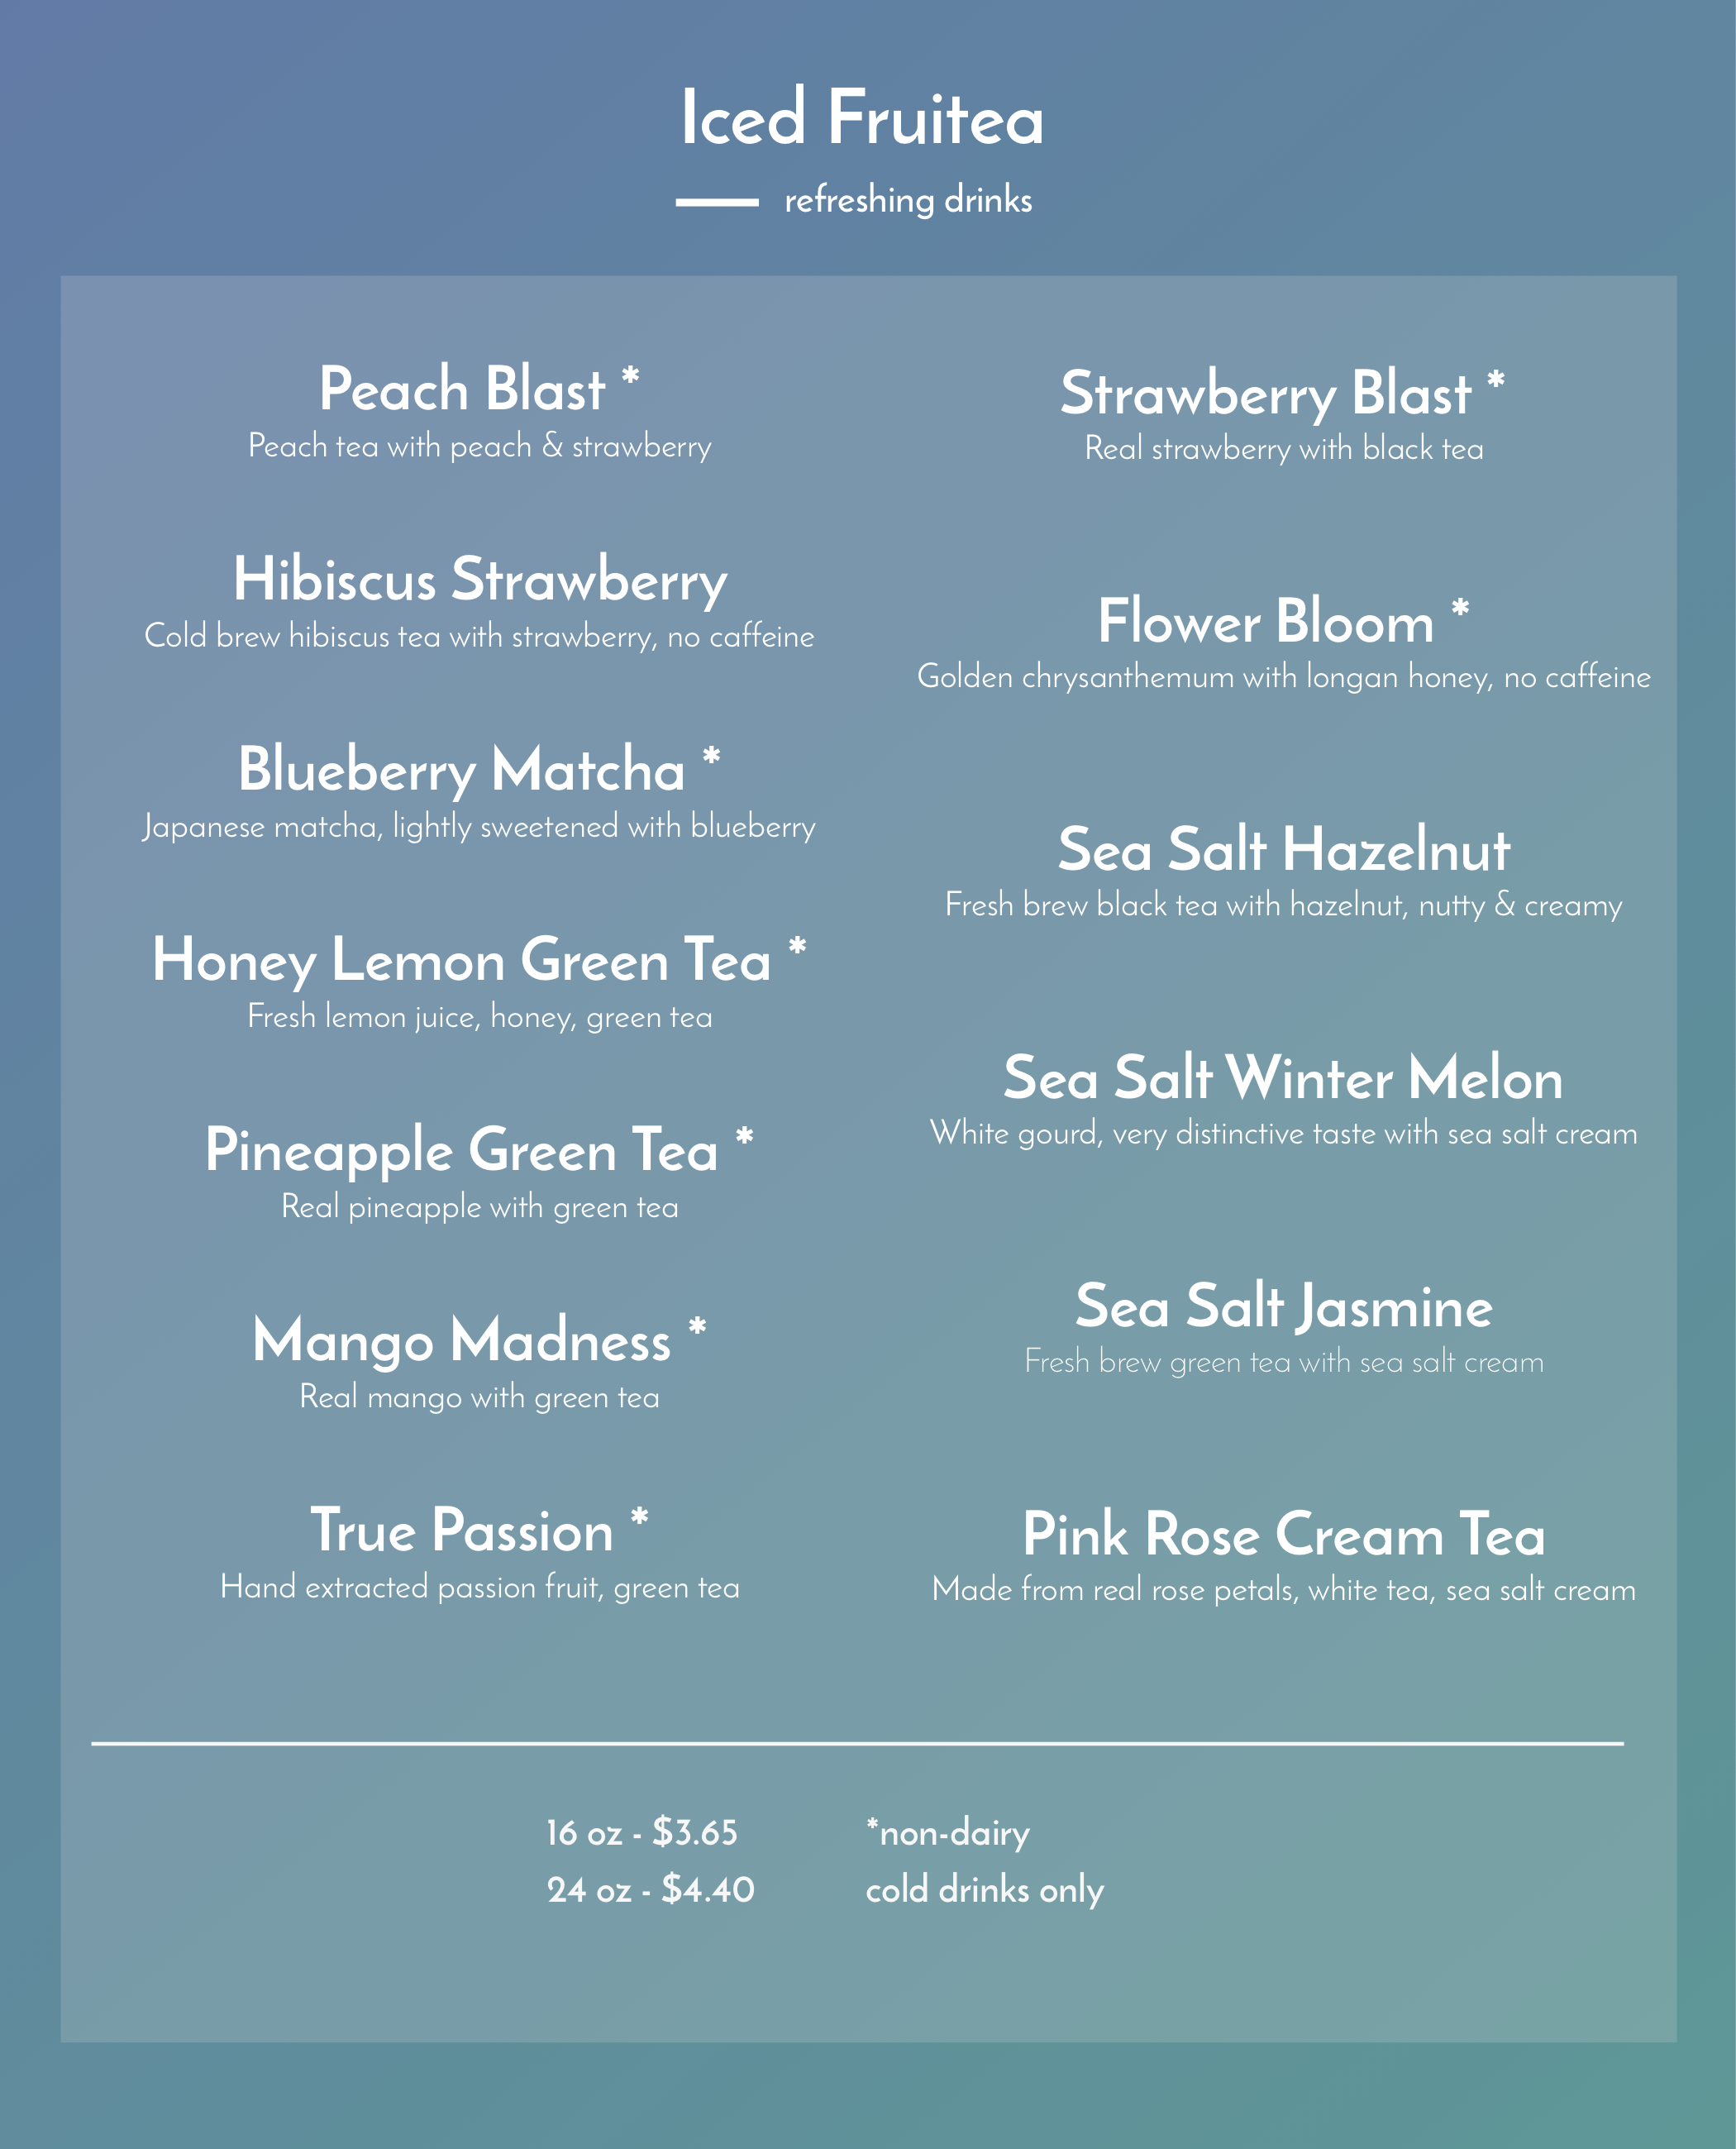 Iced Fruitea
refreshing drinks
Peach Blast *
Peach tea with peach & strawberry
Hibiscus Strawberry
Cold brew hibiscus tea with strawberry, no caffeine
Blueberry Matcha *
Japanese matcha, lightly sweetened with blueberry
Honey Lemon Green Tea *
Fresh lemon juice, honey, green tea
Pineapple Green Tea *
Real pineapple with green tea
Mango Madness *
Real mango with green tea
True Passion *
Hand extracted passion fruit, green tea
Strawberry Blast *
Real strawberry with black tea
Flower Bloom *
Golden chrysanthemum with longan honey, no caffeine
Sea Salt Hazelnut
Fresh brew black tea with hazelnut, nutty & creamy
Sea Salt Winter Melon
White gourd, very distinctive taste with sea salt cream
Sea Salt Jasmine
Fresh brew green tea with sea salt cream
Pink Rose Cream Tea
Made from real rose petals, white tea, sea salt cream
16 oz - $3.65
24 oz - $4.40
*non-dairy
cold drinks only